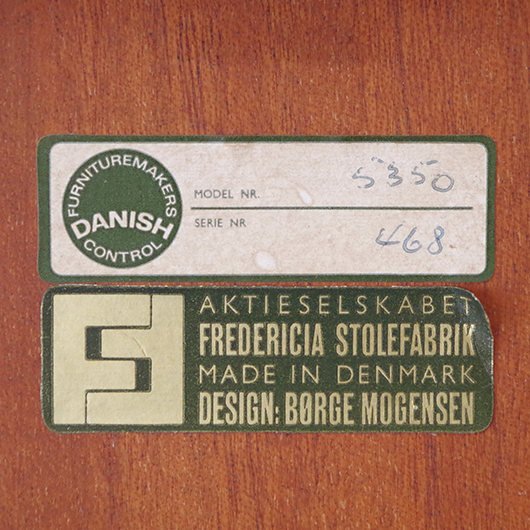 FURNITUREMAKERS
DANISH
CONTROL
MODEL NR. 5350
SERIE NR 468.
AKTIESELSKABET
FREDERICIA STOLEFABRIK
MADE IN DENMARK
DESIGN: BØRGE MOGENSEN